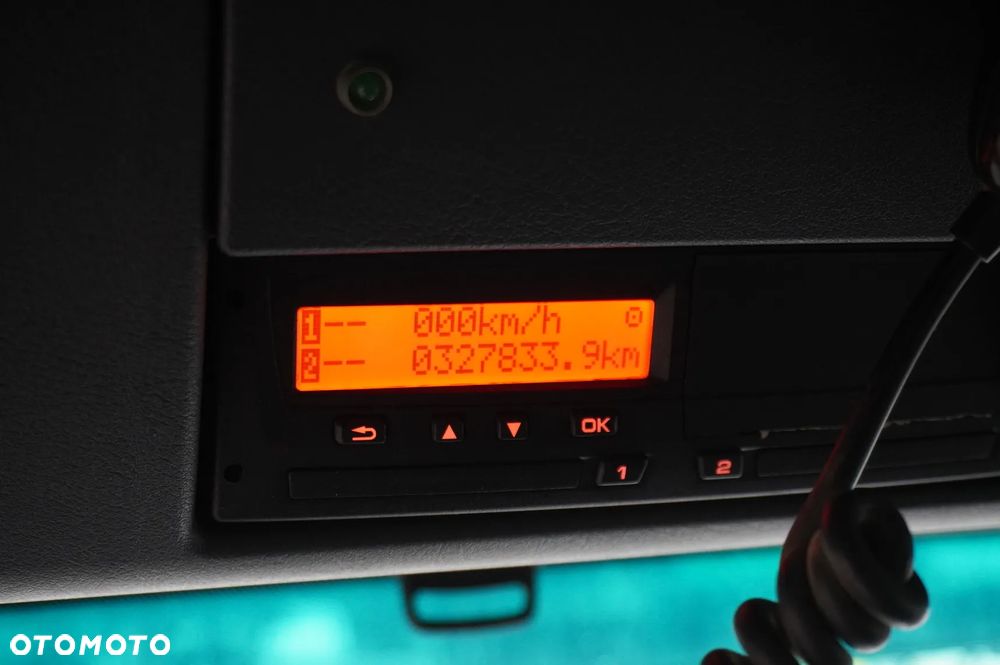 1 -- 000km/h
2 -- 0327833.9km
OK
1 2
OTOMOTO